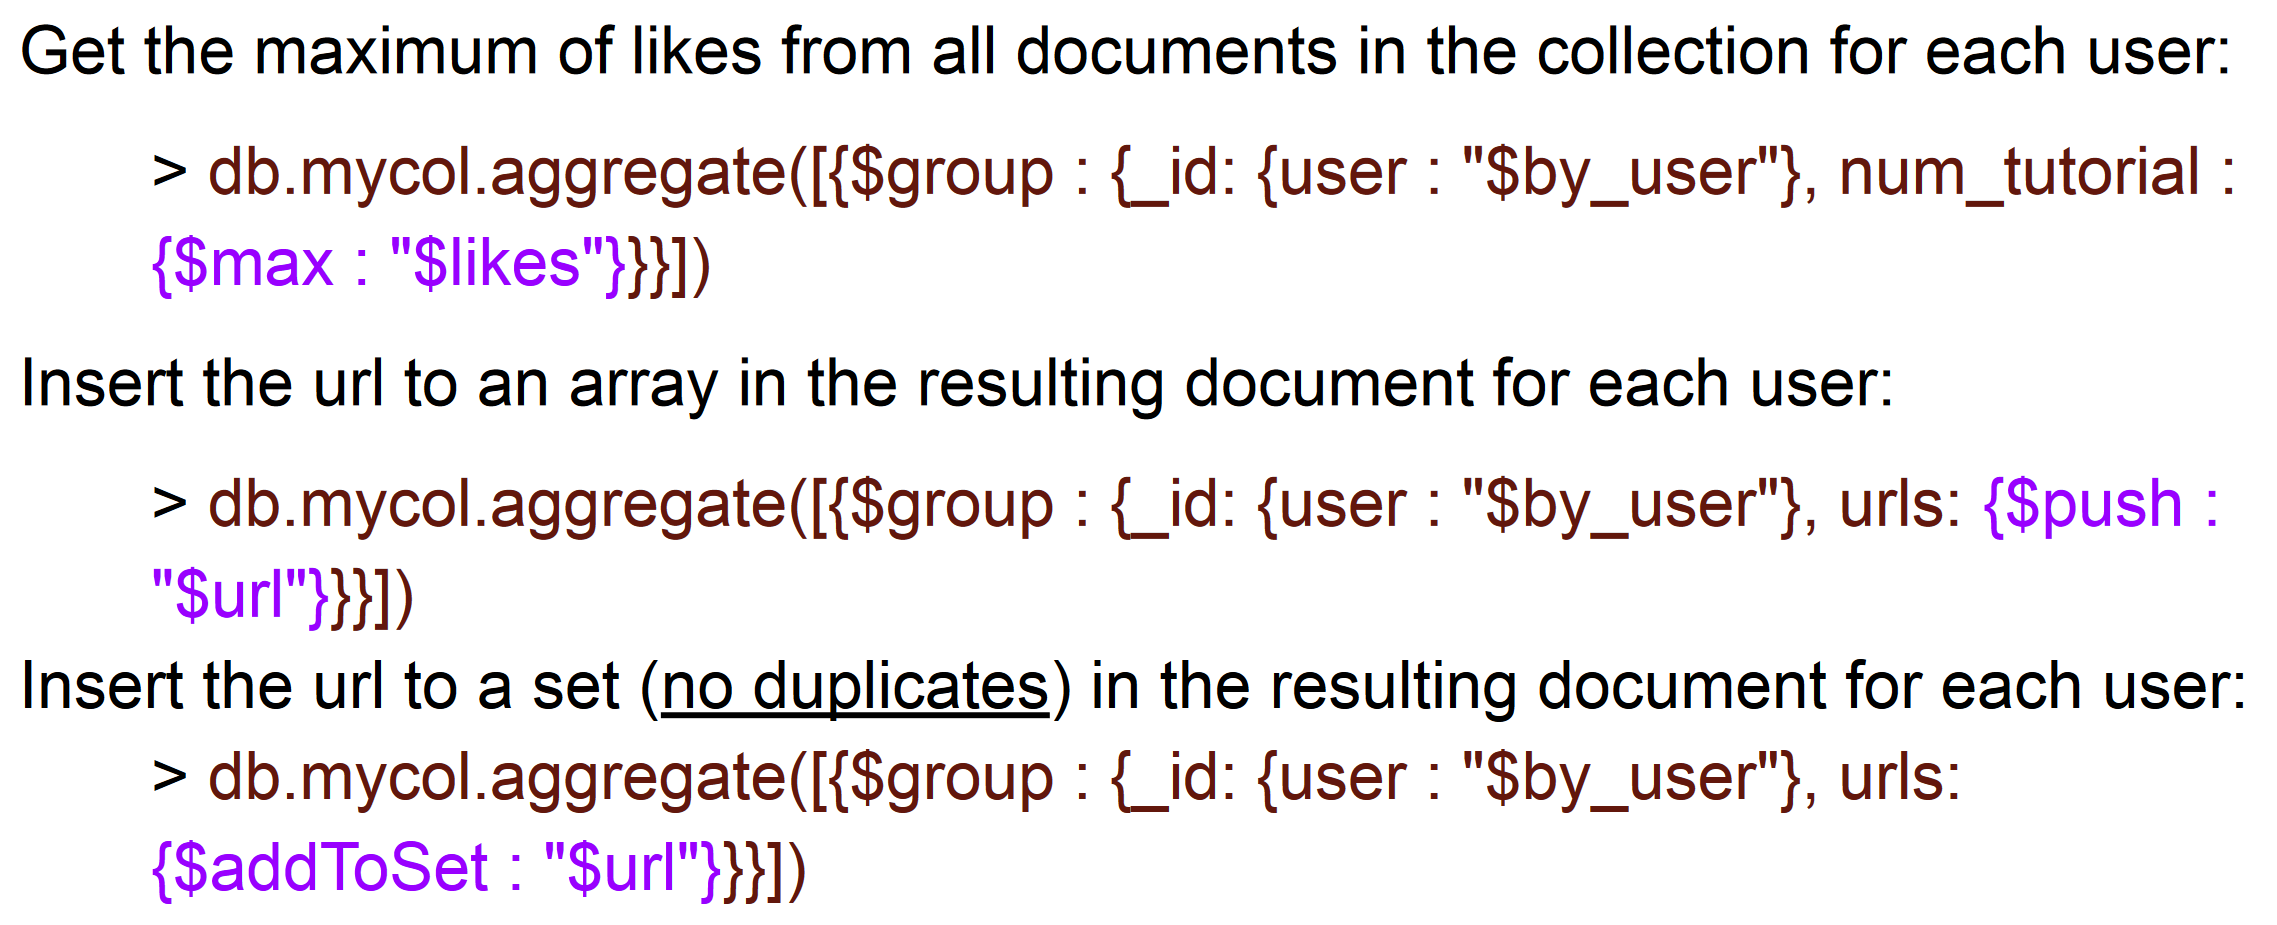 Get the maximum of likes from all documents in the collection for each user:
> db.mycol.aggregate([{$group : {_id: {user : "$by_user"}, num_tutorial :
{$max : "$likes"}}}])
Insert the url to an array in the resulting document for each user:
> db.mycol.aggregate([{$group : {_id: {user : "$by_user"}, urls: {$push :
"$url"}}}])
Insert the url to a set (no duplicates) in the resulting document for each user:
> db.mycol.aggregate([{$group : {_id: {user : "$by_user"}, urls:
{$addToSet : "$url"}}}])